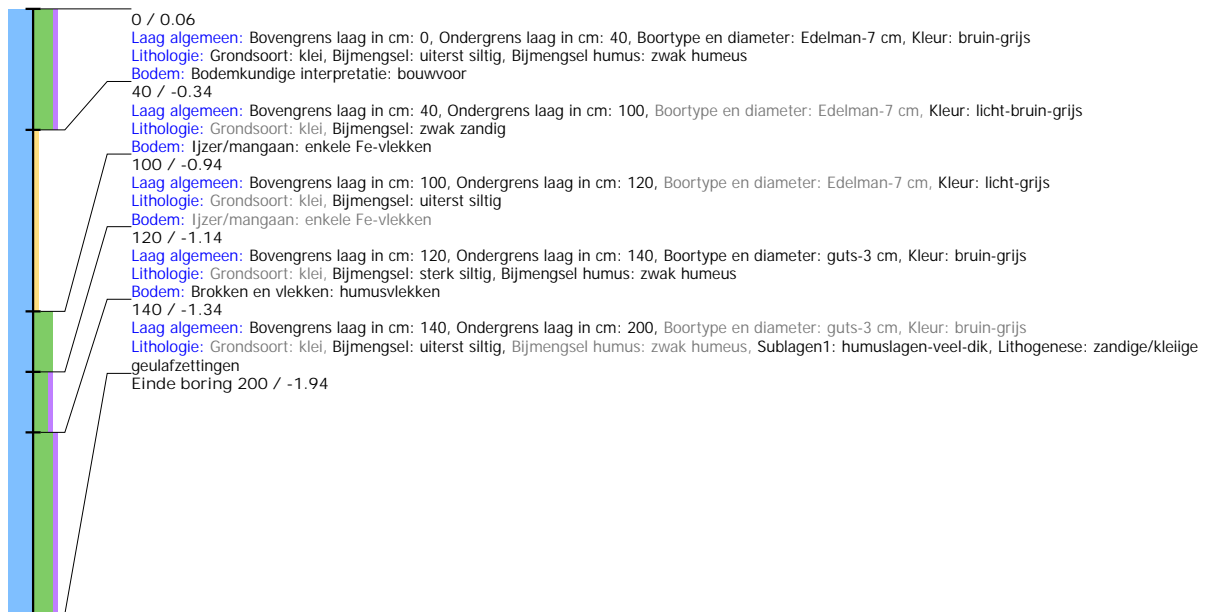 0 / 0.06
Laag algemeen: Bovengrens laag in cm: 0, Ondergrens laag in cm: 40, Boortype en diameter: Edelman-7 cm, Kleur: bruin-grijs
Lithologie: Grondsoort: klei, Bijmengsel: uiterst siltig, Bijmengsel humus: zwak humeus
Bodem: Bodemkundige interpretatie: bouwvoor
40 / -0.34
Laag algemeen: Bovengrens laag in cm: 40, Ondergrens laag in cm: 100, Boortype en diameter: Edelman-7 cm, Kleur: licht-bruin-grijs
Lithologie: Grondsoort: klei, Bijmengsel: zwak zandig
Bodem: Ijzer/mangaan: enkele Fe-vlekken
100 / -0.94
Laag algemeen: Bovengrens laag in cm: 100, Ondergrens laag in cm: 120, Boortype en diameter: Edelman-7 cm, Kleur: licht-grijs
Lithologie: Grondsoort: klei, Bijmengsel: uiterst siltig
Bodem: Ijzer/mangaan: enkele Fe-vlekken
120 / -1.14
Laag algemeen: Bovengrens laag in cm: 120, Ondergrens laag in cm: 140, Boortype en diameter: guts-3 cm, Kleur: bruin-grijs
Lithologie: Grondsoort: klei, Bijmengsel: sterk siltig, Bijmengsel humus: zwak humeus
Bodem: Brokken en vlekken: humusvlekken
140 / -1.34
Laag algemeen: Bovengrens laag in cm: 140, Ondergrens laag in cm: 200, Boortype en diameter: guts-3 cm, Kleur: bruin-grijs
Lithologie: Grondsoort: klei, Bijmengsel: uiterst siltig, Bijmengsel humus: zwak humeus, Sublagen1: humuslagen-veel-dik, Lithogenese: zandige/kleiige
geulafzettingen
Einde boring 200 / -1.94